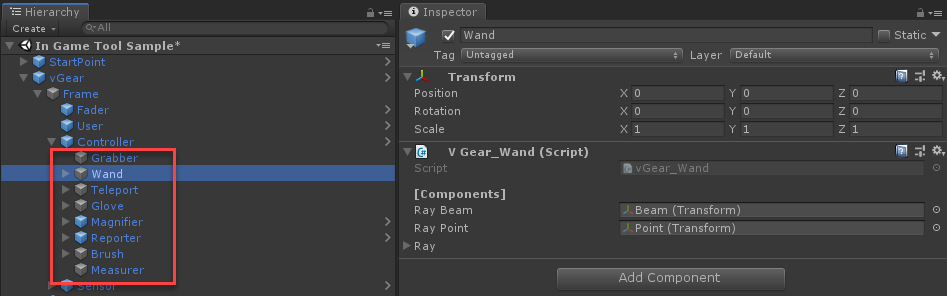 Hierarchy
Create
All
In Game Tool Sample*
StartPoint
vGear
Frame
Fader
User
Controller
Grabber
Wand
Teleport
Glove
Magnifier
Reporter
Brush
Measurer
Sensor
Inspector
Wand
Static
Tag Untagged Layer Default
Transform
Position X 0 Y 0 Z 0
Rotation X 0 Y 0 Z 0
Scale X 1 Y 1 Z 1
V Gear_Wand (Script)
Script vGear_Wand
[Components]
Ray Beam Beam (Transform)
Ray Point Point (Transform)
Ray
Add Component